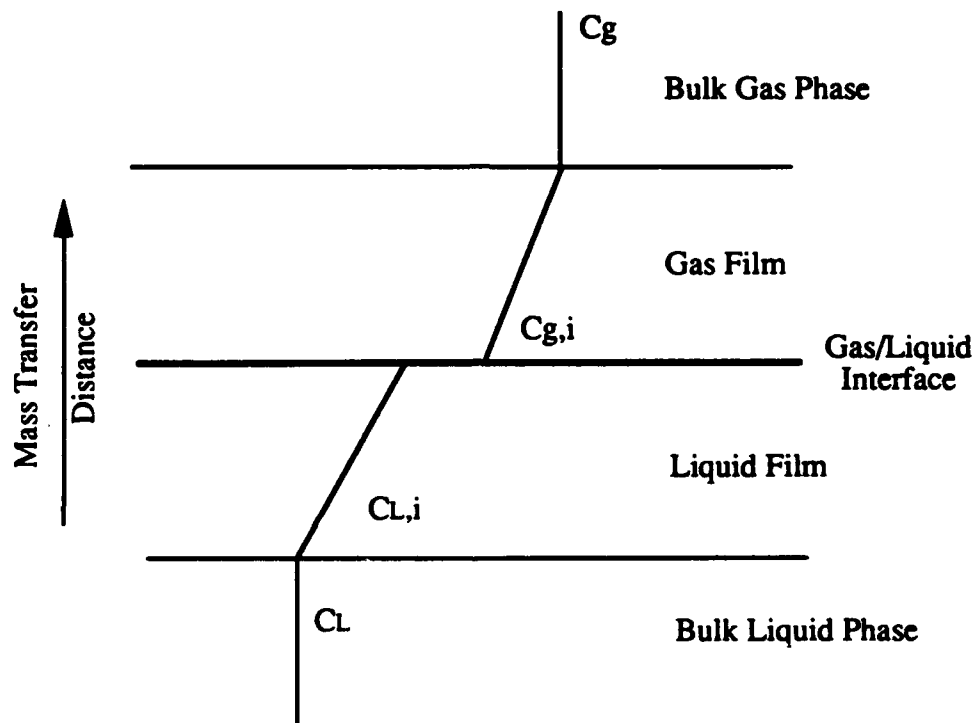 Cg
Bulk Gas Phase
Gas Film
Cg,i
Gas/Liquid
Interface
Mass Transfer
Distance
Liquid Film
CL,i
CL
Bulk Liquid Phase